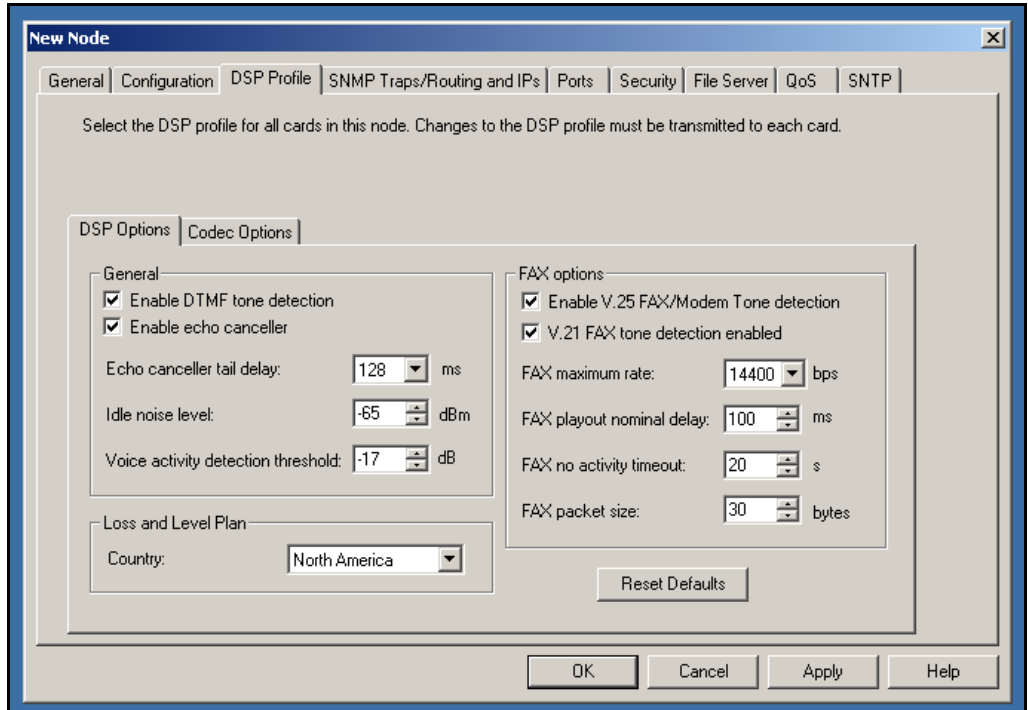 New Node
General Configuration DSP Profile SNMP Traps/Routing and IPs Ports Security File Server QoS SNTP
Select the DSP profile for all cards in this node. Changes to the DSP profile must be transmitted to each card.
DSP Options Codec Options
General
Enable DTMF tone detection
Enable echo canceller
Echo canceller tail delay: 128 ms
Idle noise level: -65 dBm
Voice activity detection threshold: -17 dB
Loss and Level Plan
Country: North America
FAX options
Enable V.25 FAX/Modem Tone detection
V.21 FAX tone detection enabled
FAX maximum rate: 14400 bps
FAX playout nominal delay: 100 ms
FAX no activity timeout: 20 s
FAX packet size: 30 bytes
Reset Defaults
OK Cancel Apply Help